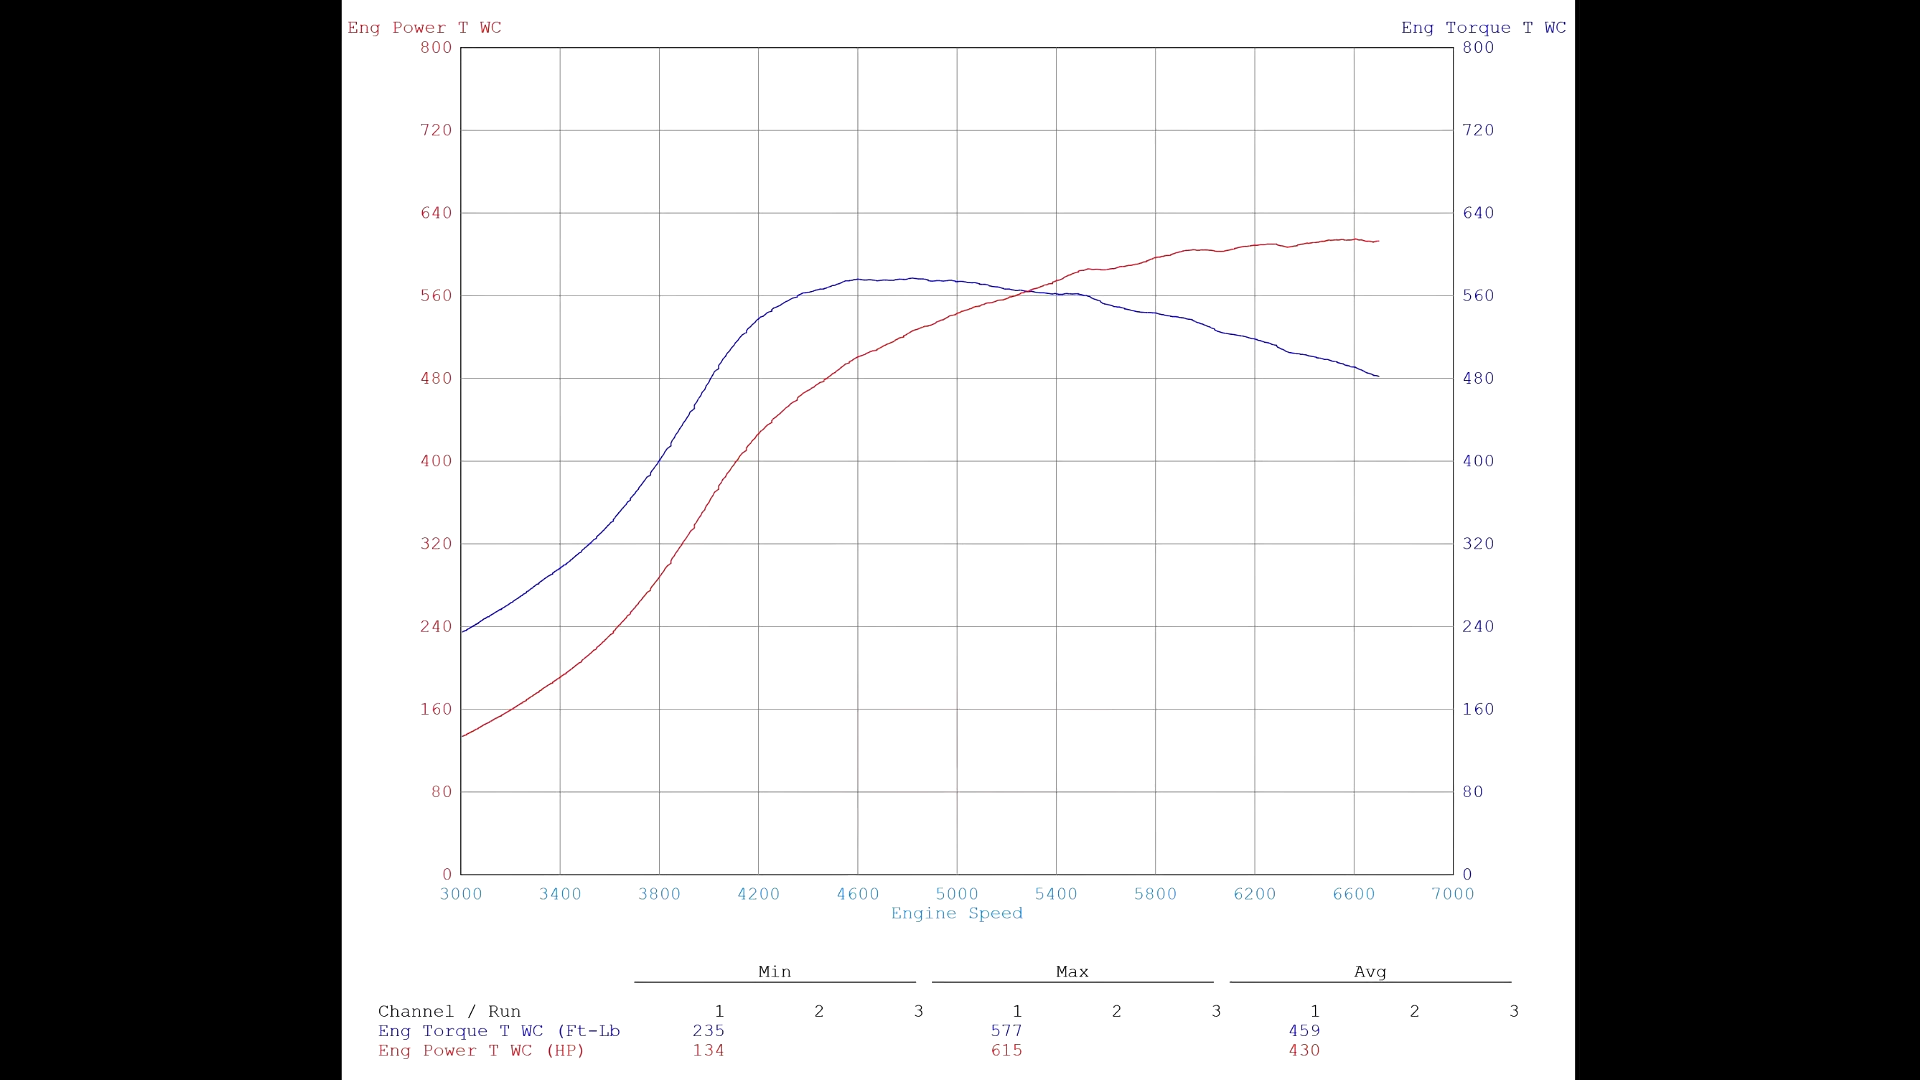 Eng Power T WC Eng Torque T WC
800 800
720 720
640 640
560 560
480 480
400 400
320 320
240 240
160 160
80 80
0 0
3000 3400 3800 4200 4600 5000 5400 5800 6200 6600 7000
Engine Speed
Min Max Avg
Channel / Run 1 2 3 1 2 3 1 2 3
Eng Torque T WC (Ft-Lb 235 577 459
Eng Power T WC (HP) 134 615 430